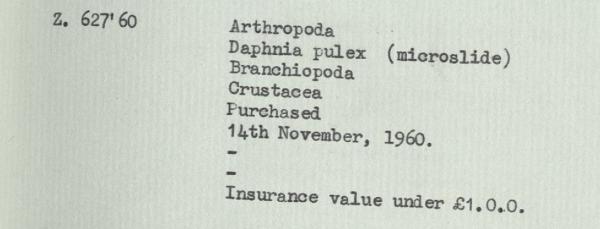 Z. 627'60 Arthropoda
Daphnia pulex (microslide)
Branchiopoda
Crustacea
Purchased
14th November, 1960.
-
-
Insurance value under £1.0.0.